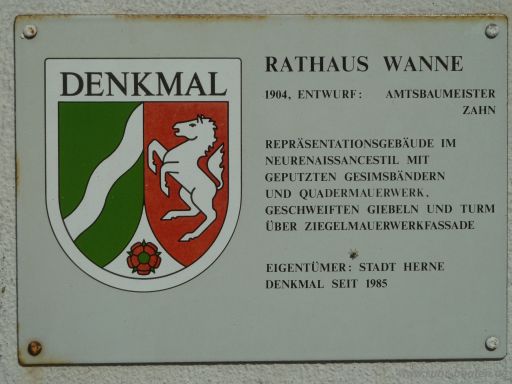 DENKMAL
RATHAUS WANNE
1904, ENTWURF: AMTSBAUMEISTER
ZAHN
REPRÄSENTATIONSGEBÄUDE IM
NEURENAISSANCESTIL MIT
GEPUTZTEN GESIMSBÄNDERN
UND QUADERMAUERWERK,
GESCHWEIFTEN GIEBELN UND TURM
ÜBER ZIEGELMAUERWERKFASSADE
EIGENTÜMER: STADT HERNE
DENKMAL SEIT 1985